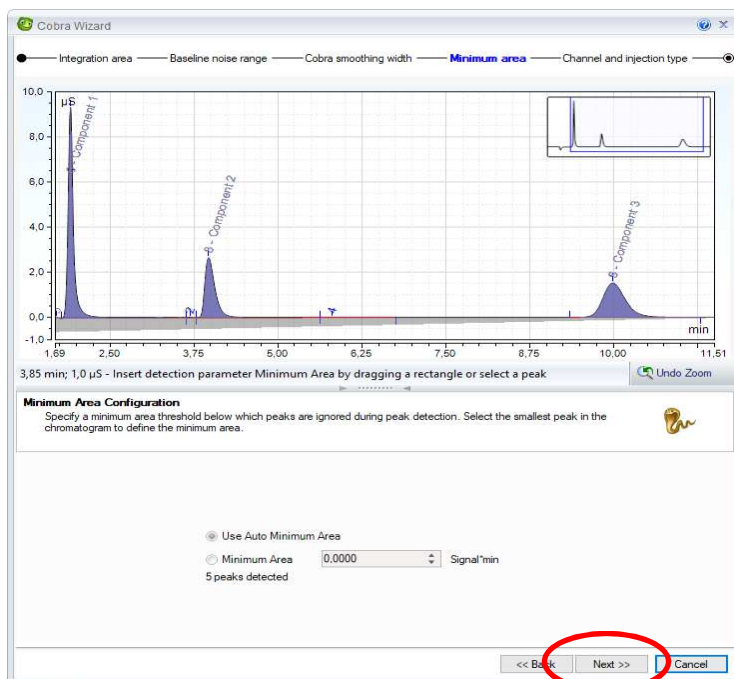 Cobra Wizard
Integration area Baseline noise range Cobra smoothing width Minimum area Channel and injection type
10,0
µS
8,0
6,0
4,0
2,0
0,0
-1,0
Component 1
Component 2
Component 3
min
1,69 2,50 3,75 5,00 6,25 7,50 8,75 10,00 11,51
3,85 min; 1,0 µS - Insert detection parameter Minimum Area by dragging a rectangle or select a peak
Undo Zoom
Minimum Area Configuration
Specify a minimum area threshold below which peaks are ignored during peak detection. Select the smallest peak in the
chromatogram to define the minimum area.
Use Auto Minimum Area
Minimum Area 0.0000 Signal*min
5 peaks detected
<< Back Next >> Cancel